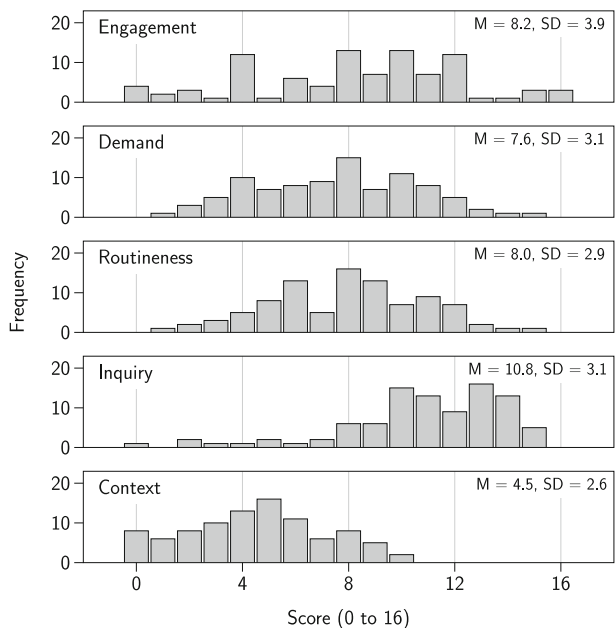 Engagement
M = 8.2, SD = 3.9
20
10
0
Demand
M = 7.6, SD = 3.1
20
10
0
Routineness
M = 8.0, SD = 2.9
20
10
0
Frequency
Inquiry
M = 10.8, SD = 3.1
20
10
0
Context
M = 4.5, SD = 2.6
20
10
0
0 4 8 12 16
Score (0 to 16)